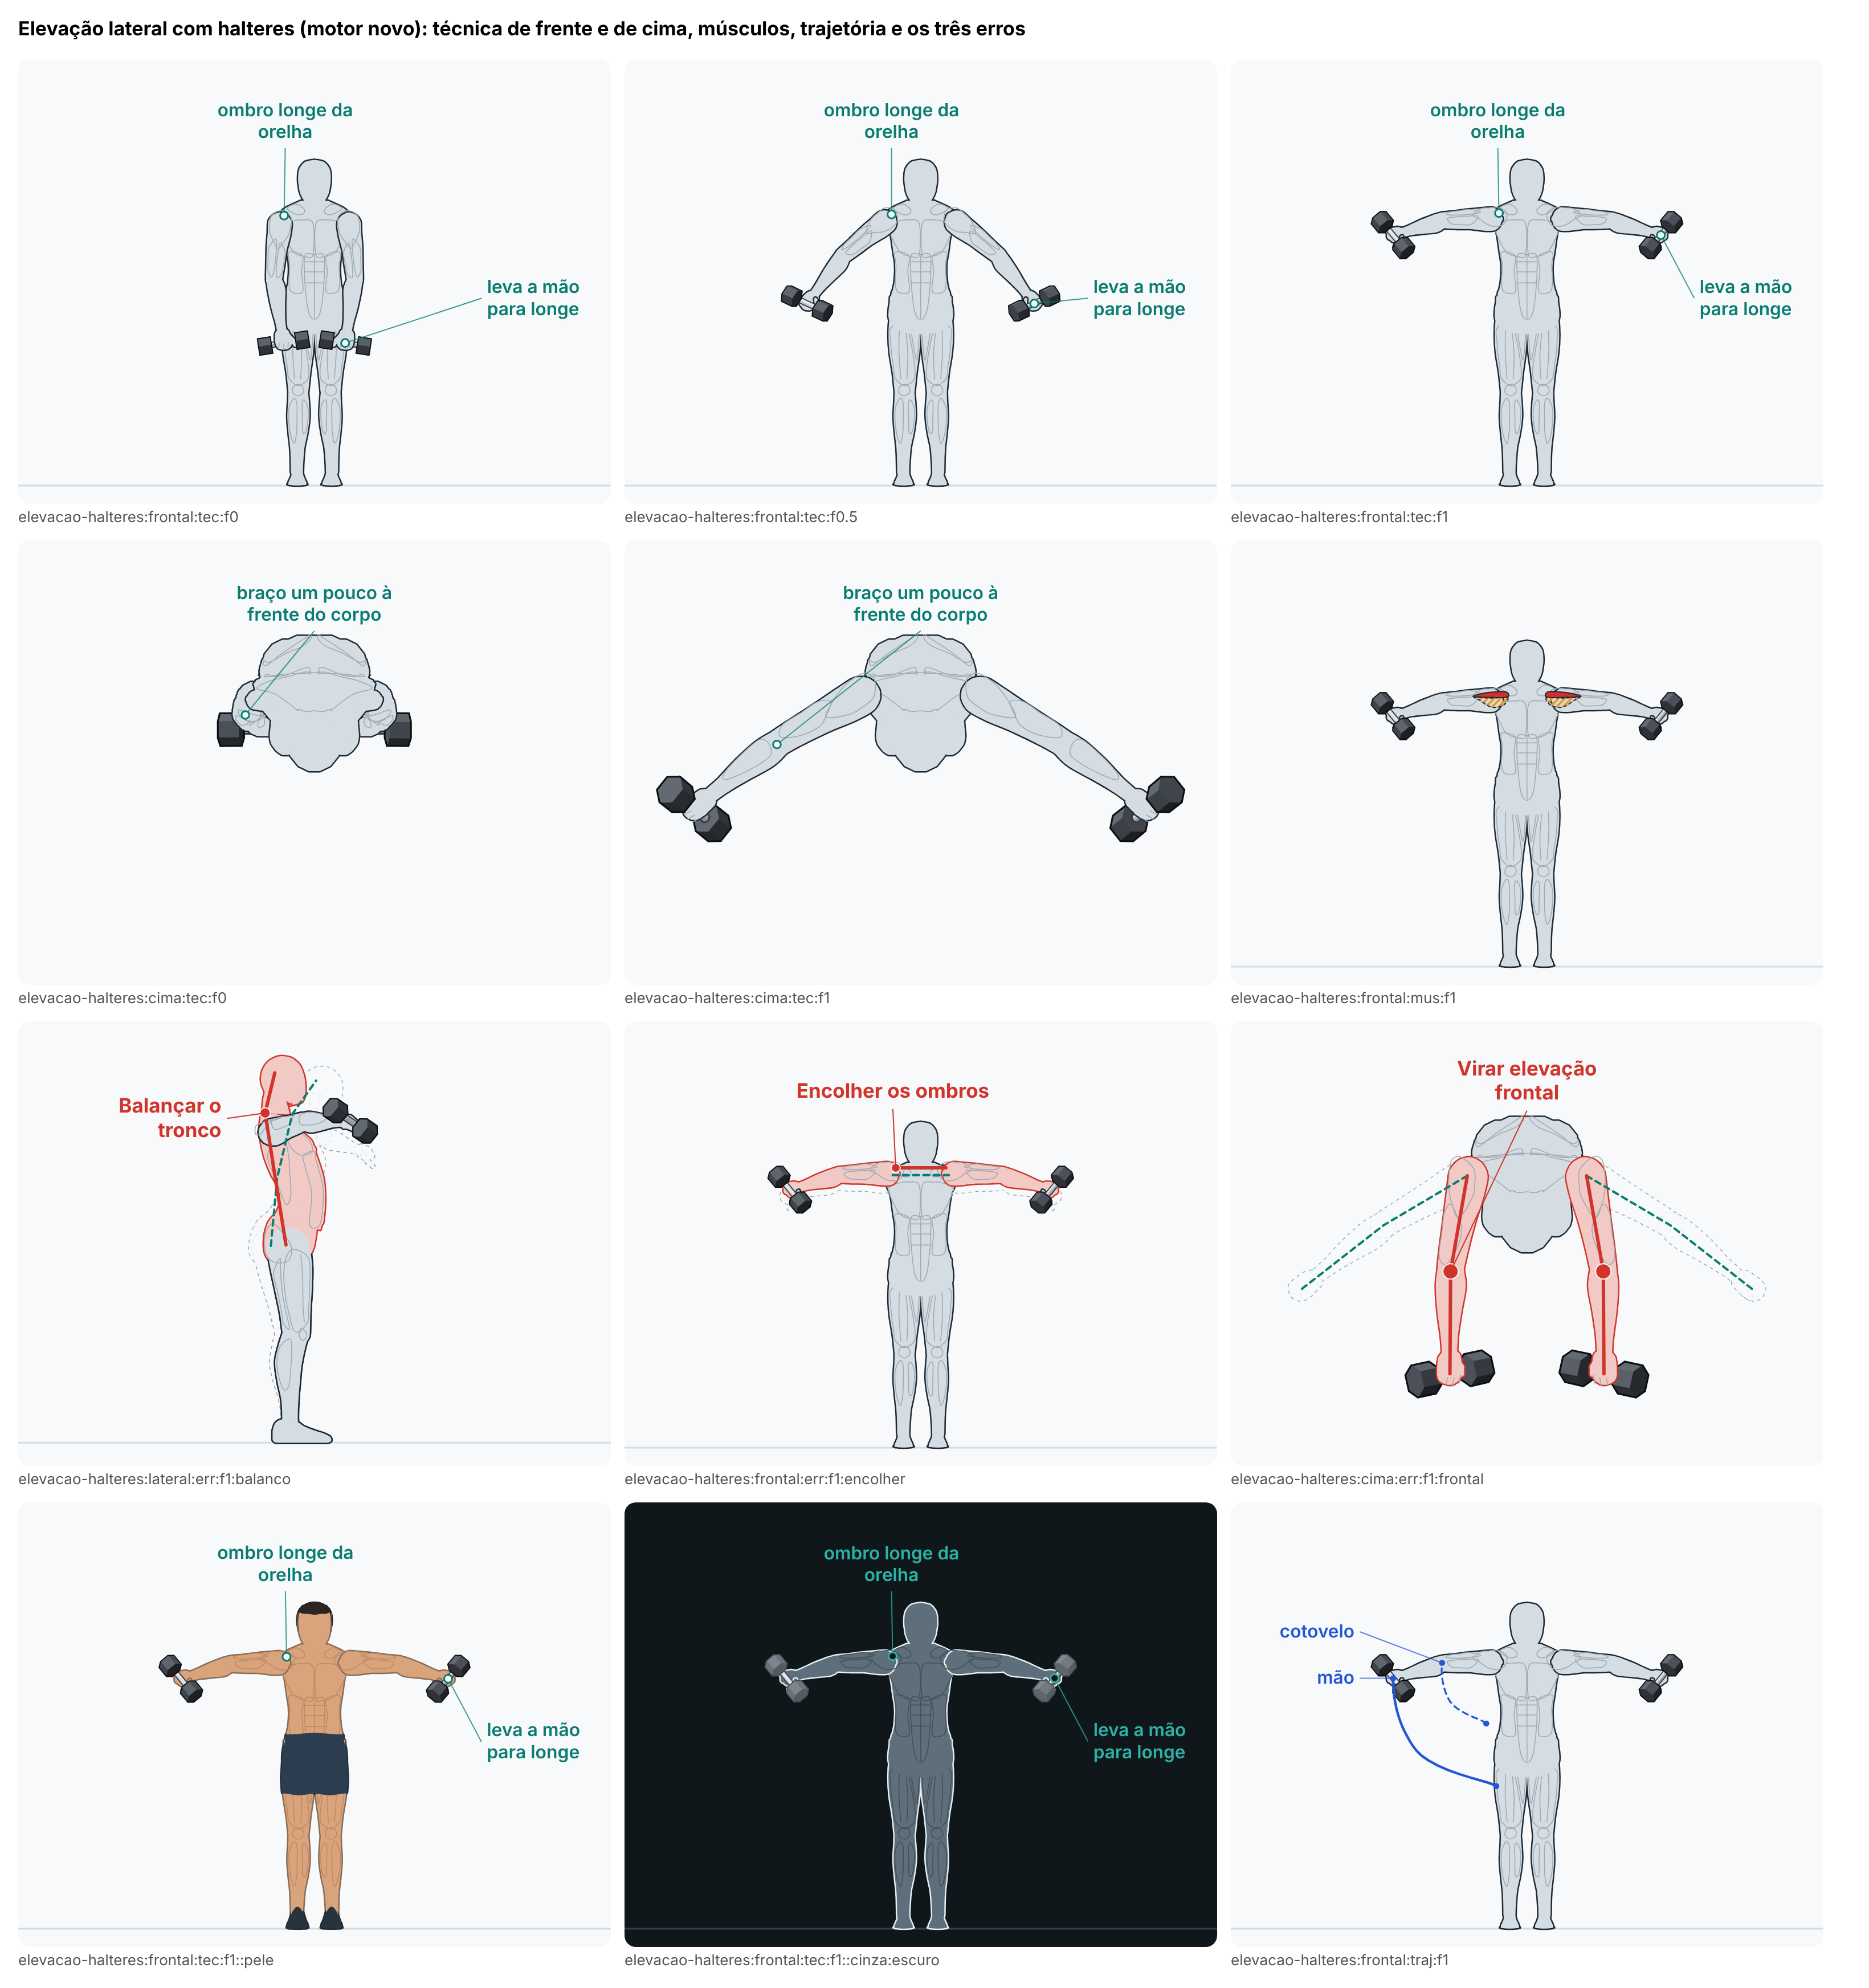 Elevação lateral com halteres (motor novo): técnica de frente e de cima, músculos, trajetória e os três erros
ombro longe da
orelha
leva a mão
para longe
elevacao-halteres:frontal:tec:f0
ombro longe da
orelha
leva a mão
para longe
elevacao-halteres:frontal:tec:f0.5
ombro longe da
orelha
leva a mão
para longe
elevacao-halteres:frontal:tec:f1
braço um pouco à
frente do corpo
elevacao-halteres:cima:tec:f0
braço um pouco à
frente do corpo
elevacao-halteres:cima:tec:f1
elevacao-halteres:frontal:mus:f1
Balançar o
tronco
elevacao-halteres:lateral:err:f1:balanco
Encolher os ombros
elevacao-halteres:frontal:err:f1:encolher
Virar elevação
frontal
elevacao-halteres:cima:err:f1:frontal
ombro longe da
orelha
leva a mão
para longe
elevacao-halteres:frontal:tec:f1::pele
ombro longe da
orelha
leva a mão
para longe
elevacao-halteres:frontal:tec:f1::cinza:escuro
cotovelo
mão
elevacao-halteres:frontal:traj:f1